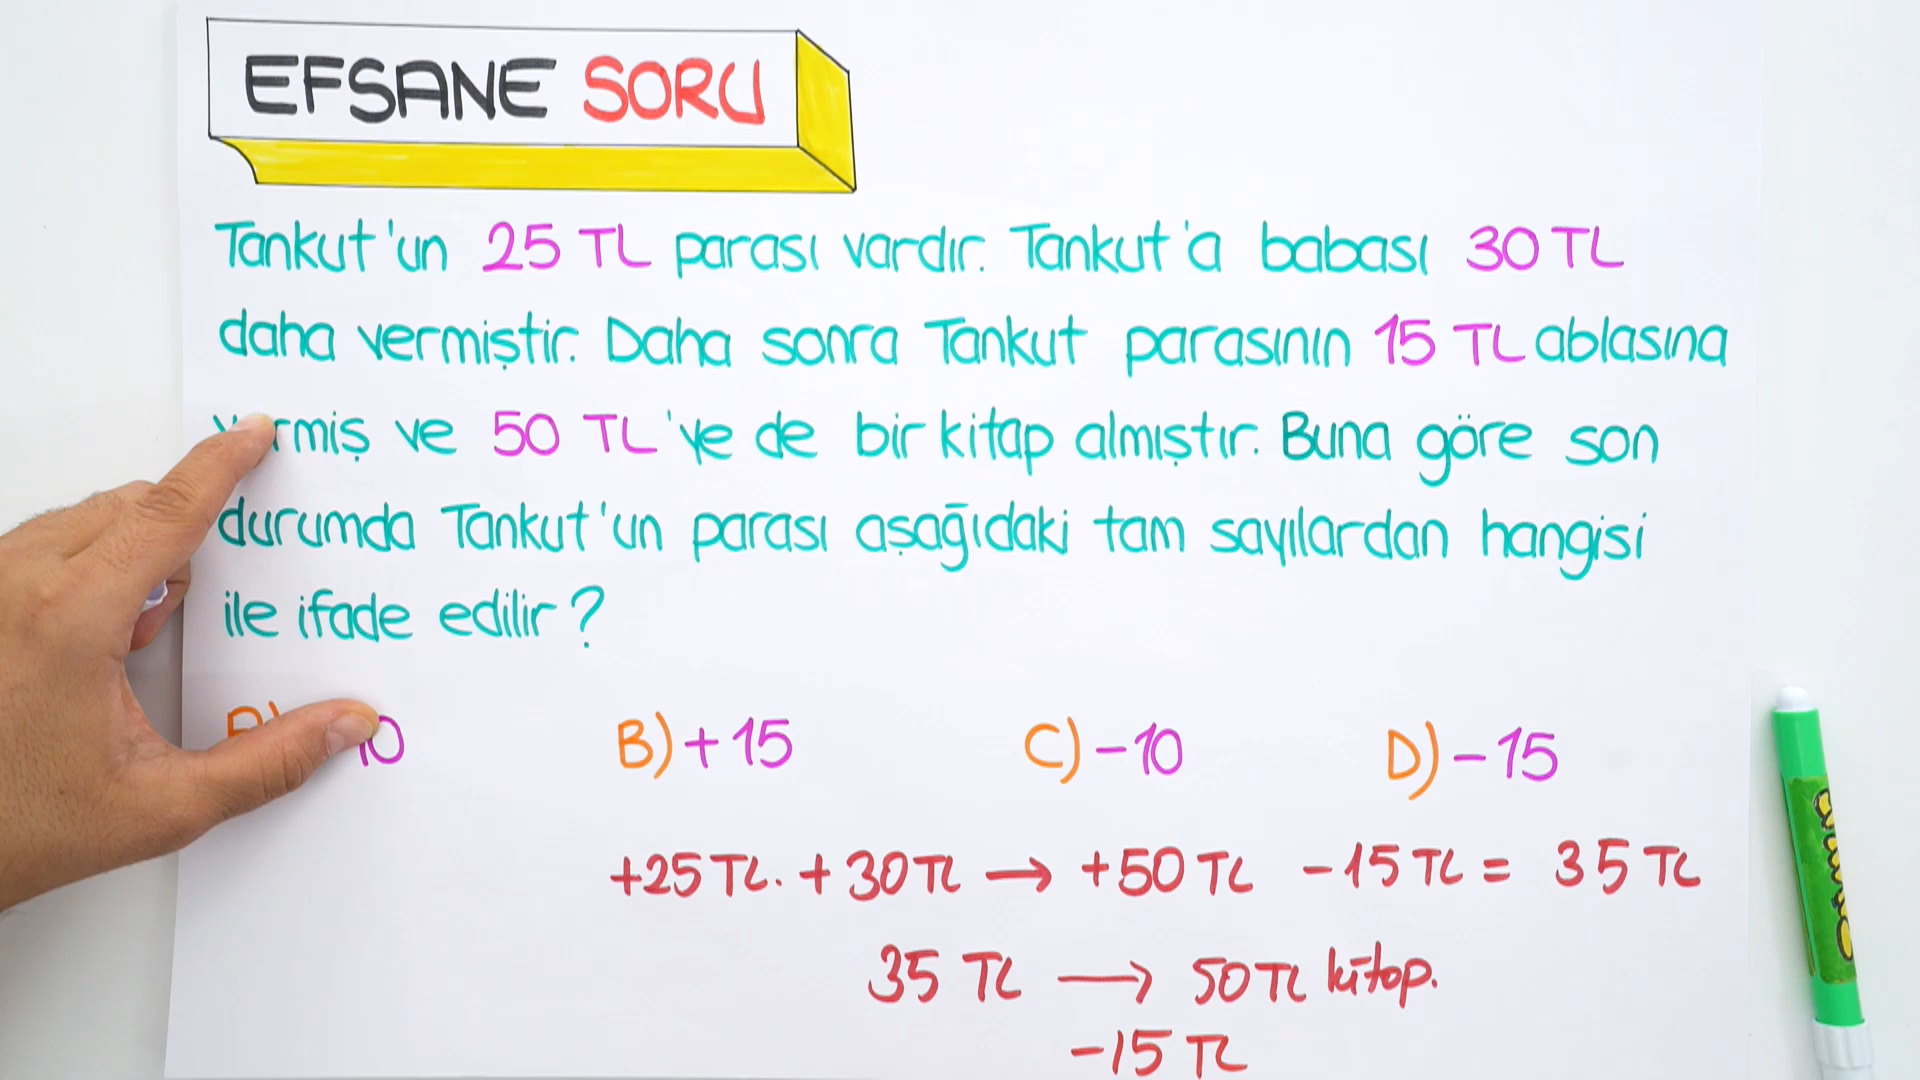 EFSANE SORU
Tankut'un 25 TL parası vardır. Tankut'a babası 30 TL
daha vermiştir. Daha sonra Tankut parasının 15 TL ablasına
ve 50 TL'ye de bir kitap almıştır. Buna göre son
durumda Tankut'un parası aşağıdaki tam sayılardan hangisi
ile ifade edilir?
10 B) +15 C) -10 D) -15
+25 TL. +30 TL → +50 TL -15 TL = 35 TL
35 TL → 50 TL kitap.
-15 TL